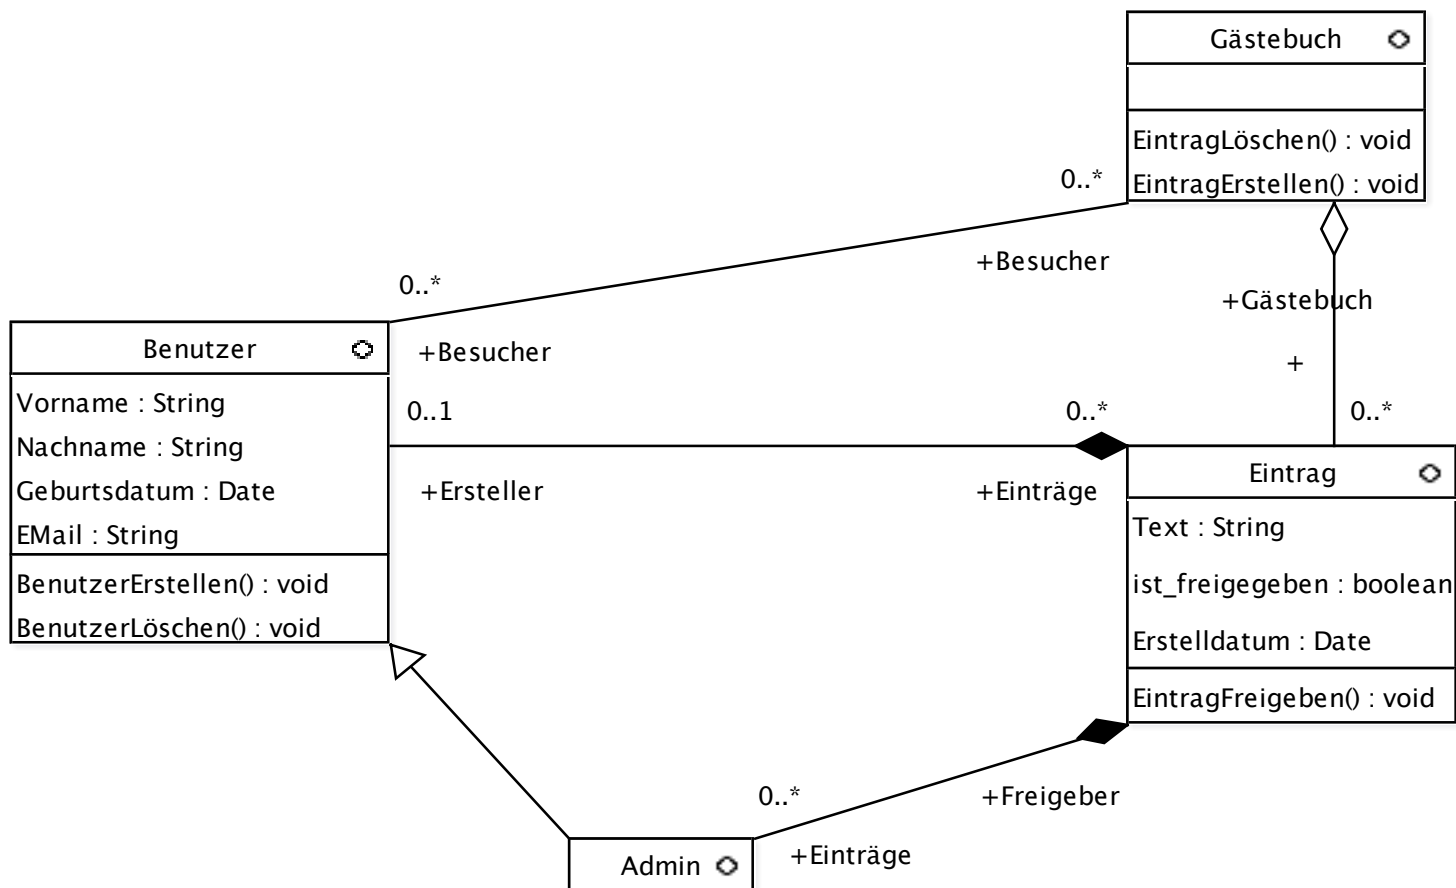 Gästebuch
EintragLöschen() : void
EintragErstellen() : void
0..*
+Besucher
0..*
+Besucher
+Gästebuch
+
0..*
Benutzer
Vorname : String
Nachname : String
Geburtsdatum : Date
EMail : String
BenutzerErstellen() : void
BenutzerLöschen() : void
0..1
+Ersteller
0..*
+Einträge
Eintrag
Text : String
ist_freigegeben : boolean
Erstelldatum : Date
EintragFreigeben() : void
0..*
+Freigeber
+Einträge
Admin